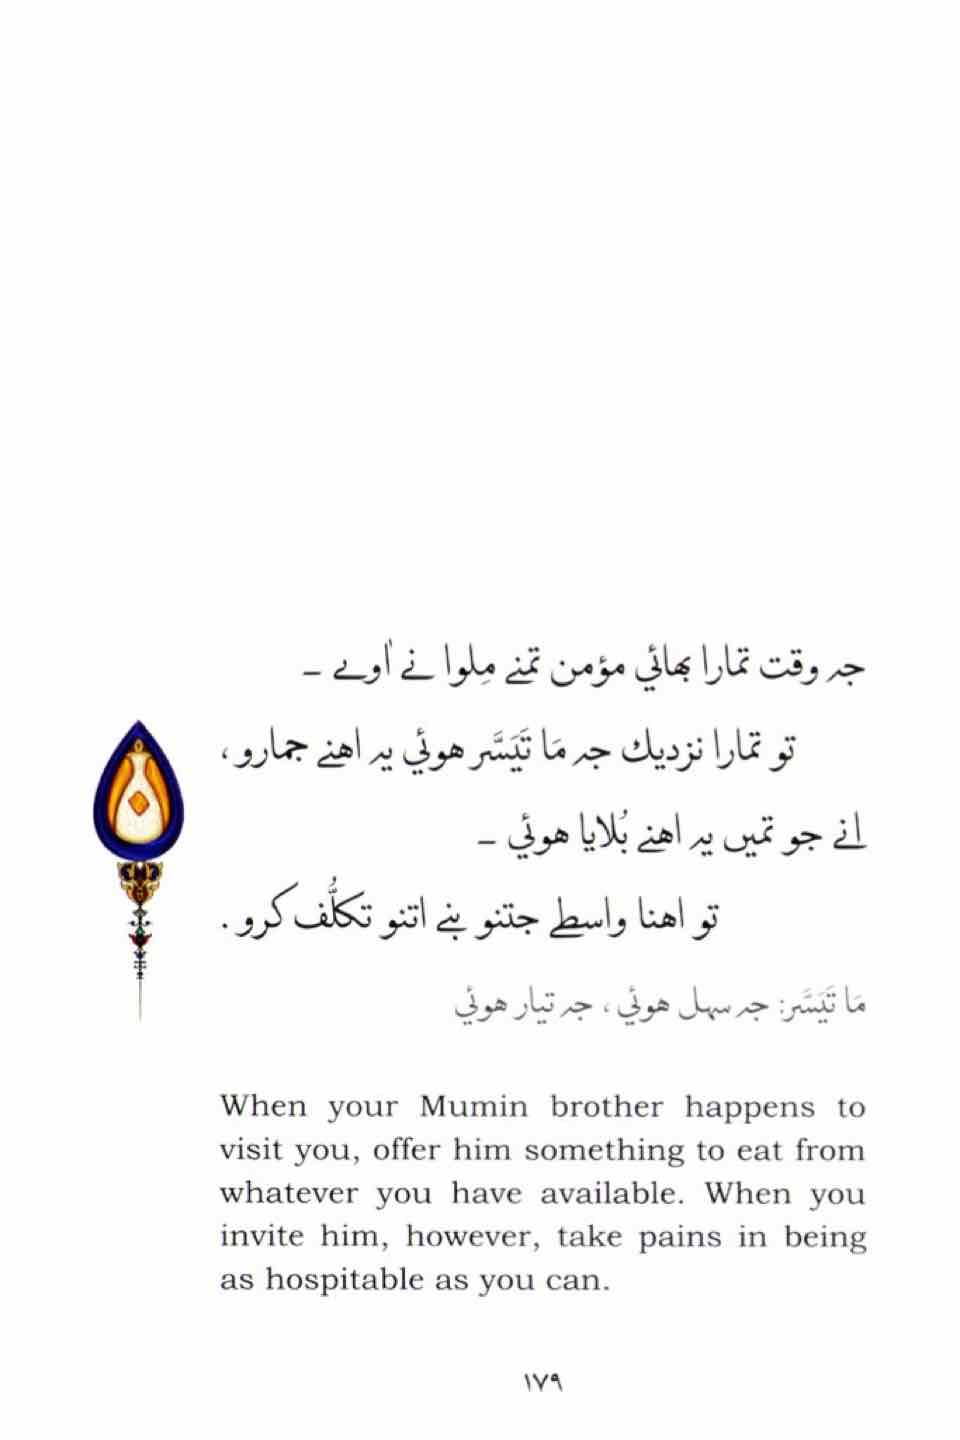 جہ وقت تمارا بھائي مؤمن تمنے مِلوا نے اٰوے ـ
تو تمارا نزديك جہ مَا تَيَسَّر هوئي يہ اهنے جمارو،
انے جو تميں يہ اهنے بُلايا هوئي ـ
تو اهنا واسطے جتنو بنے اتنو تكلُّف كرو.
مَا تَيَسَّر: جہ سہل هوئي، جہ تيار هوئي
When your Mumin brother happens to
visit you, offer him something to eat from
whatever you have available. When you
invite him, however, take pains in being
as hospitable as you can.
١٧٩